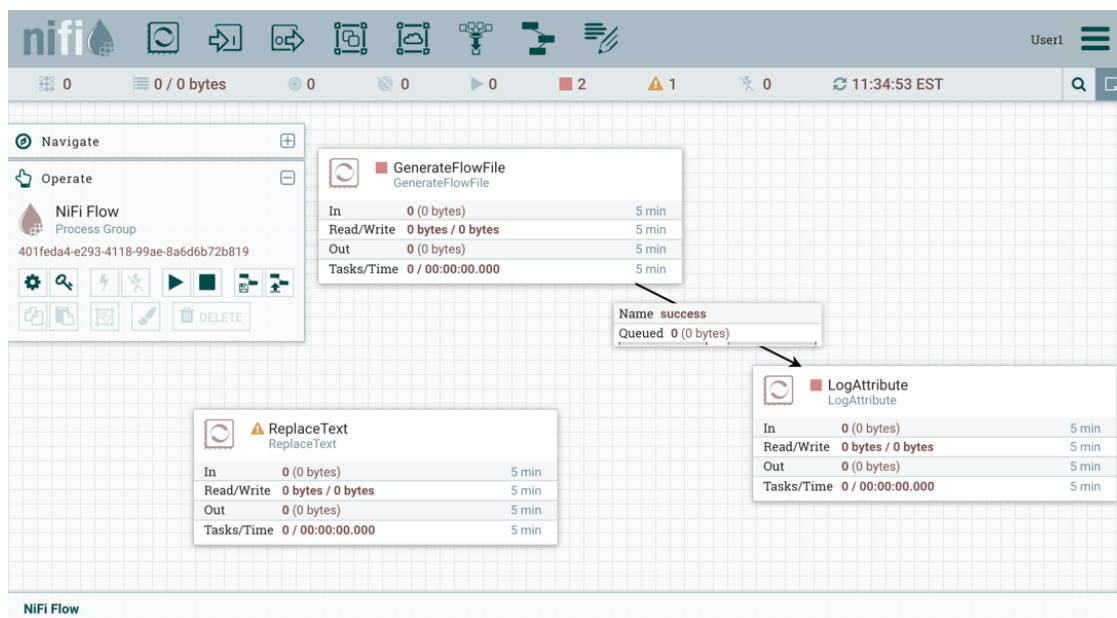 nifi
User1
0 0 / 0 bytes 0 0 0 2 1 0 11:34:53 EST
Navigate
Operate
NiFi Flow
Process Group
401feda4-e293-4118-99ae-8a6d6b72b819
DELETE
GenerateFlowFile
GenerateFlowFile
In 0 (0 bytes) 5 min
Read/Write 0 bytes / 0 bytes 5 min
Out 0 (0 bytes) 5 min
Tasks/Time 0 / 00:00:00.000 5 min
Name success
Queued 0 (0 bytes)
LogAttribute
LogAttribute
In 0 (0 bytes) 5 min
Read/Write 0 bytes / 0 bytes 5 min
Out 0 (0 bytes) 5 min
Tasks/Time 0 / 00:00:00.000 5 min
ReplaceText
ReplaceText
In 0 (0 bytes) 5 min
Read/Write 0 bytes / 0 bytes 5 min
Out 0 (0 bytes) 5 min
Tasks/Time 0 / 00:00:00.000 5 min
NiFi Flow